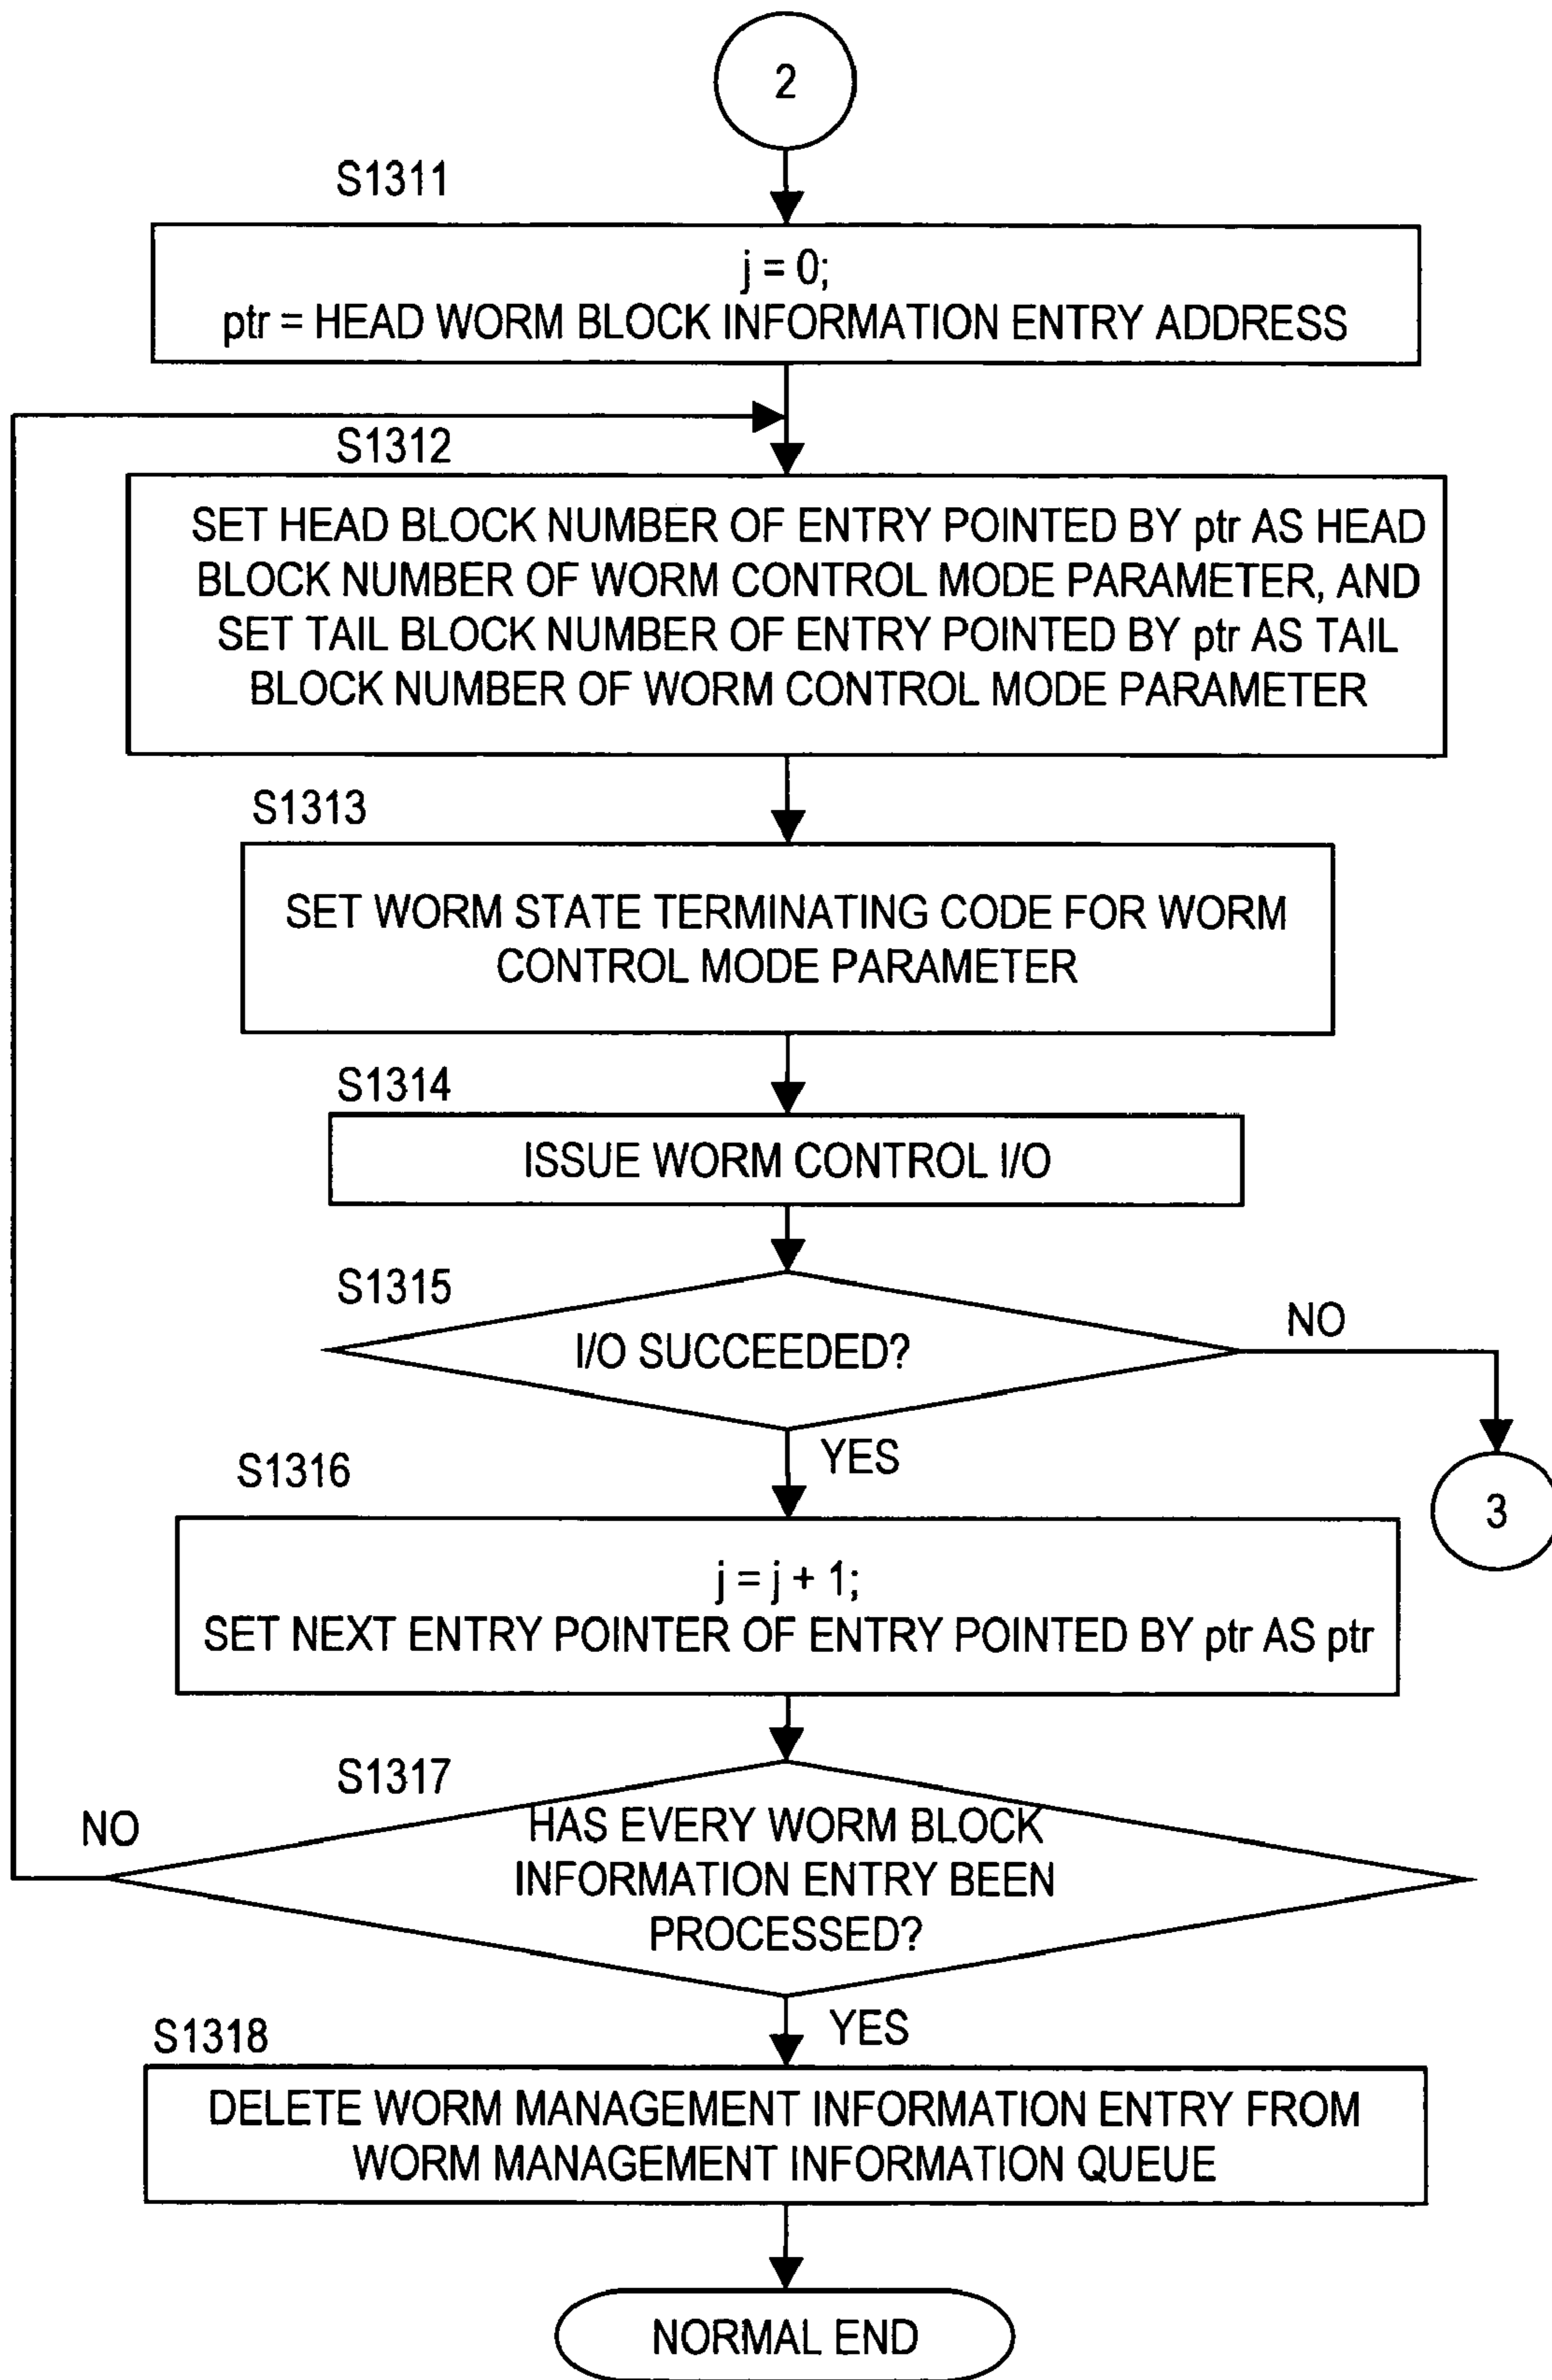 2
S1311
j = 0;
ptr = HEAD WORM BLOCK INFORMATION ENTRY ADDRESS
S1312
SET HEAD BLOCK NUMBER OF ENTRY POINTED BY ptr AS HEAD
BLOCK NUMBER OF WORM CONTROL MODE PARAMETER, AND
SET TAIL BLOCK NUMBER OF ENTRY POINTED BY ptr AS TAIL
BLOCK NUMBER OF WORM CONTROL MODE PARAMETER
S1313
SET WORM STATE TERMINATING CODE FOR WORM
CONTROL MODE PARAMETER
S1314
ISSUE WORM CONTROL I/O
S1315
I/O SUCCEEDED?
NO
YES
3
S1316
j = j + 1;
SET NEXT ENTRY POINTER OF ENTRY POINTED BY ptr AS ptr
S1317
NO
HAS EVERY WORM BLOCK
INFORMATION ENTRY BEEN
PROCESSED?
YES
S1318
DELETE WORM MANAGEMENT INFORMATION ENTRY FROM
WORM MANAGEMENT INFORMATION QUEUE
NORMAL END